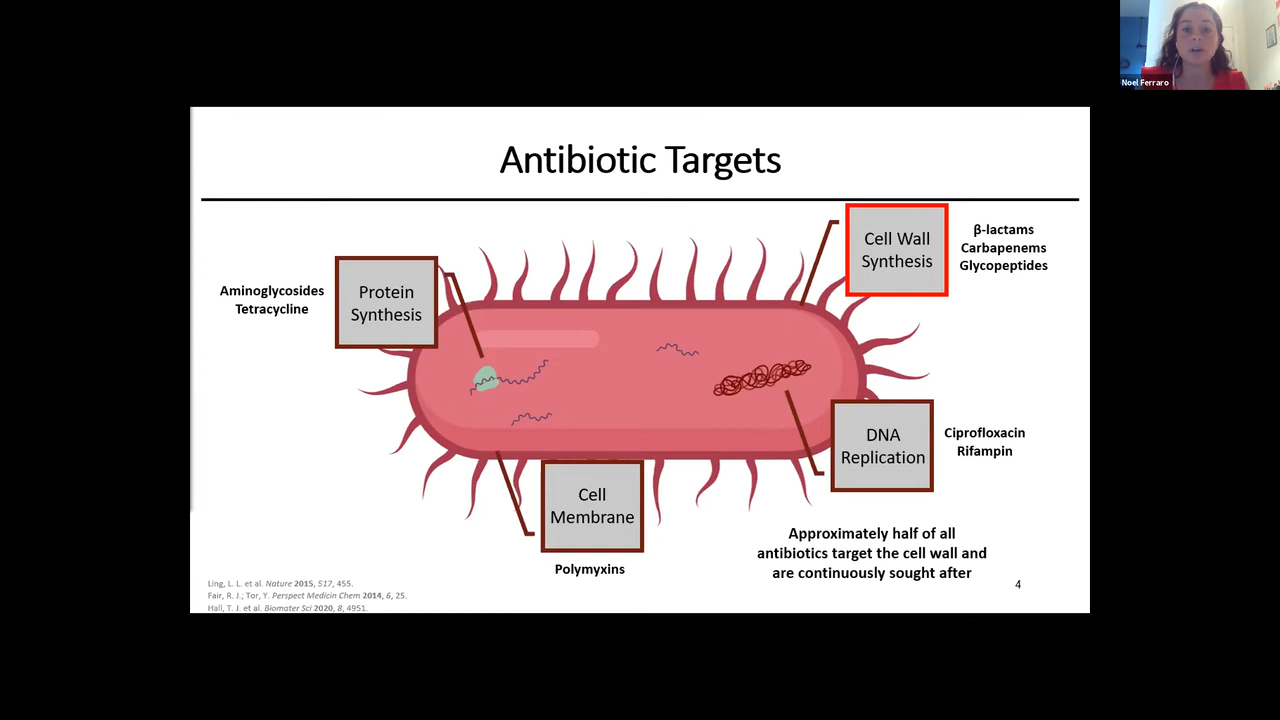 Noel Ferraro
Antibiotic Targets
Cell Wall
Synthesis
β-lactams
Carbapenems
Glycopeptides
Aminoglycosides
Tetracycline
Protein
Synthesis
DNA
Replication
Ciprofloxacin
Rifampin
Cell
Membrane
Polymyxins
Approximately half of all
antibiotics target the cell wall and
are continuously sought after
Ling, L. L. et al. Nature 2015, 517, 455.
Fair, R. J.; Tor, Y. Perspect Medicin Chem 2014, 6, 25.
Hall, T. J. et al. Biomater Sci 2020, 8, 4951.
4